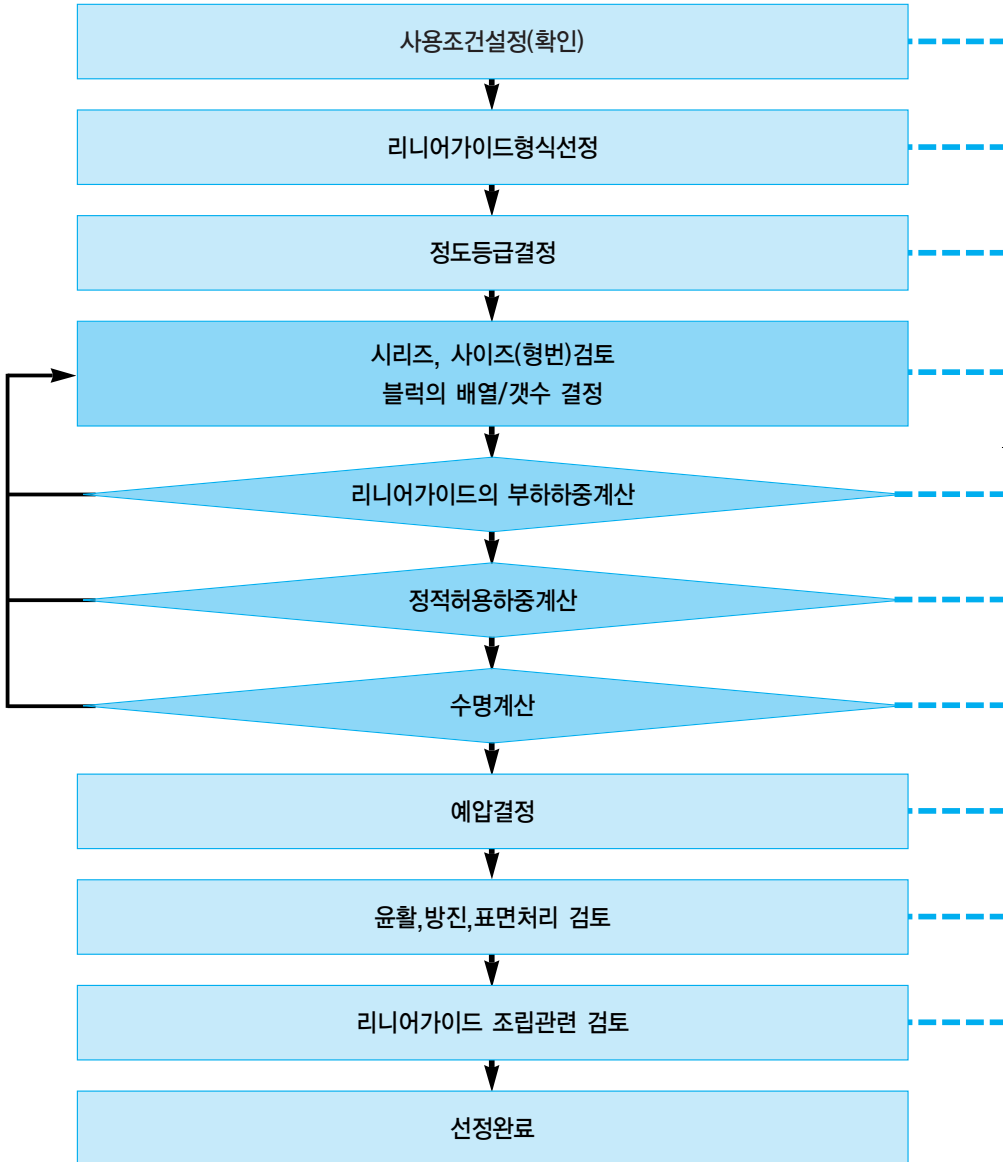 사용조건설정(확인)
리니어가이드형식선정
정도등급결정
시리즈, 사이즈(형번)검토
블럭의 배열/갯수 결정
리니어가이드의 부하하중계산
정적허용하중계산
수명계산
예압결정
윤활,방진,표면처리 검토
리니어가이드 조립관련 검토
선정완료